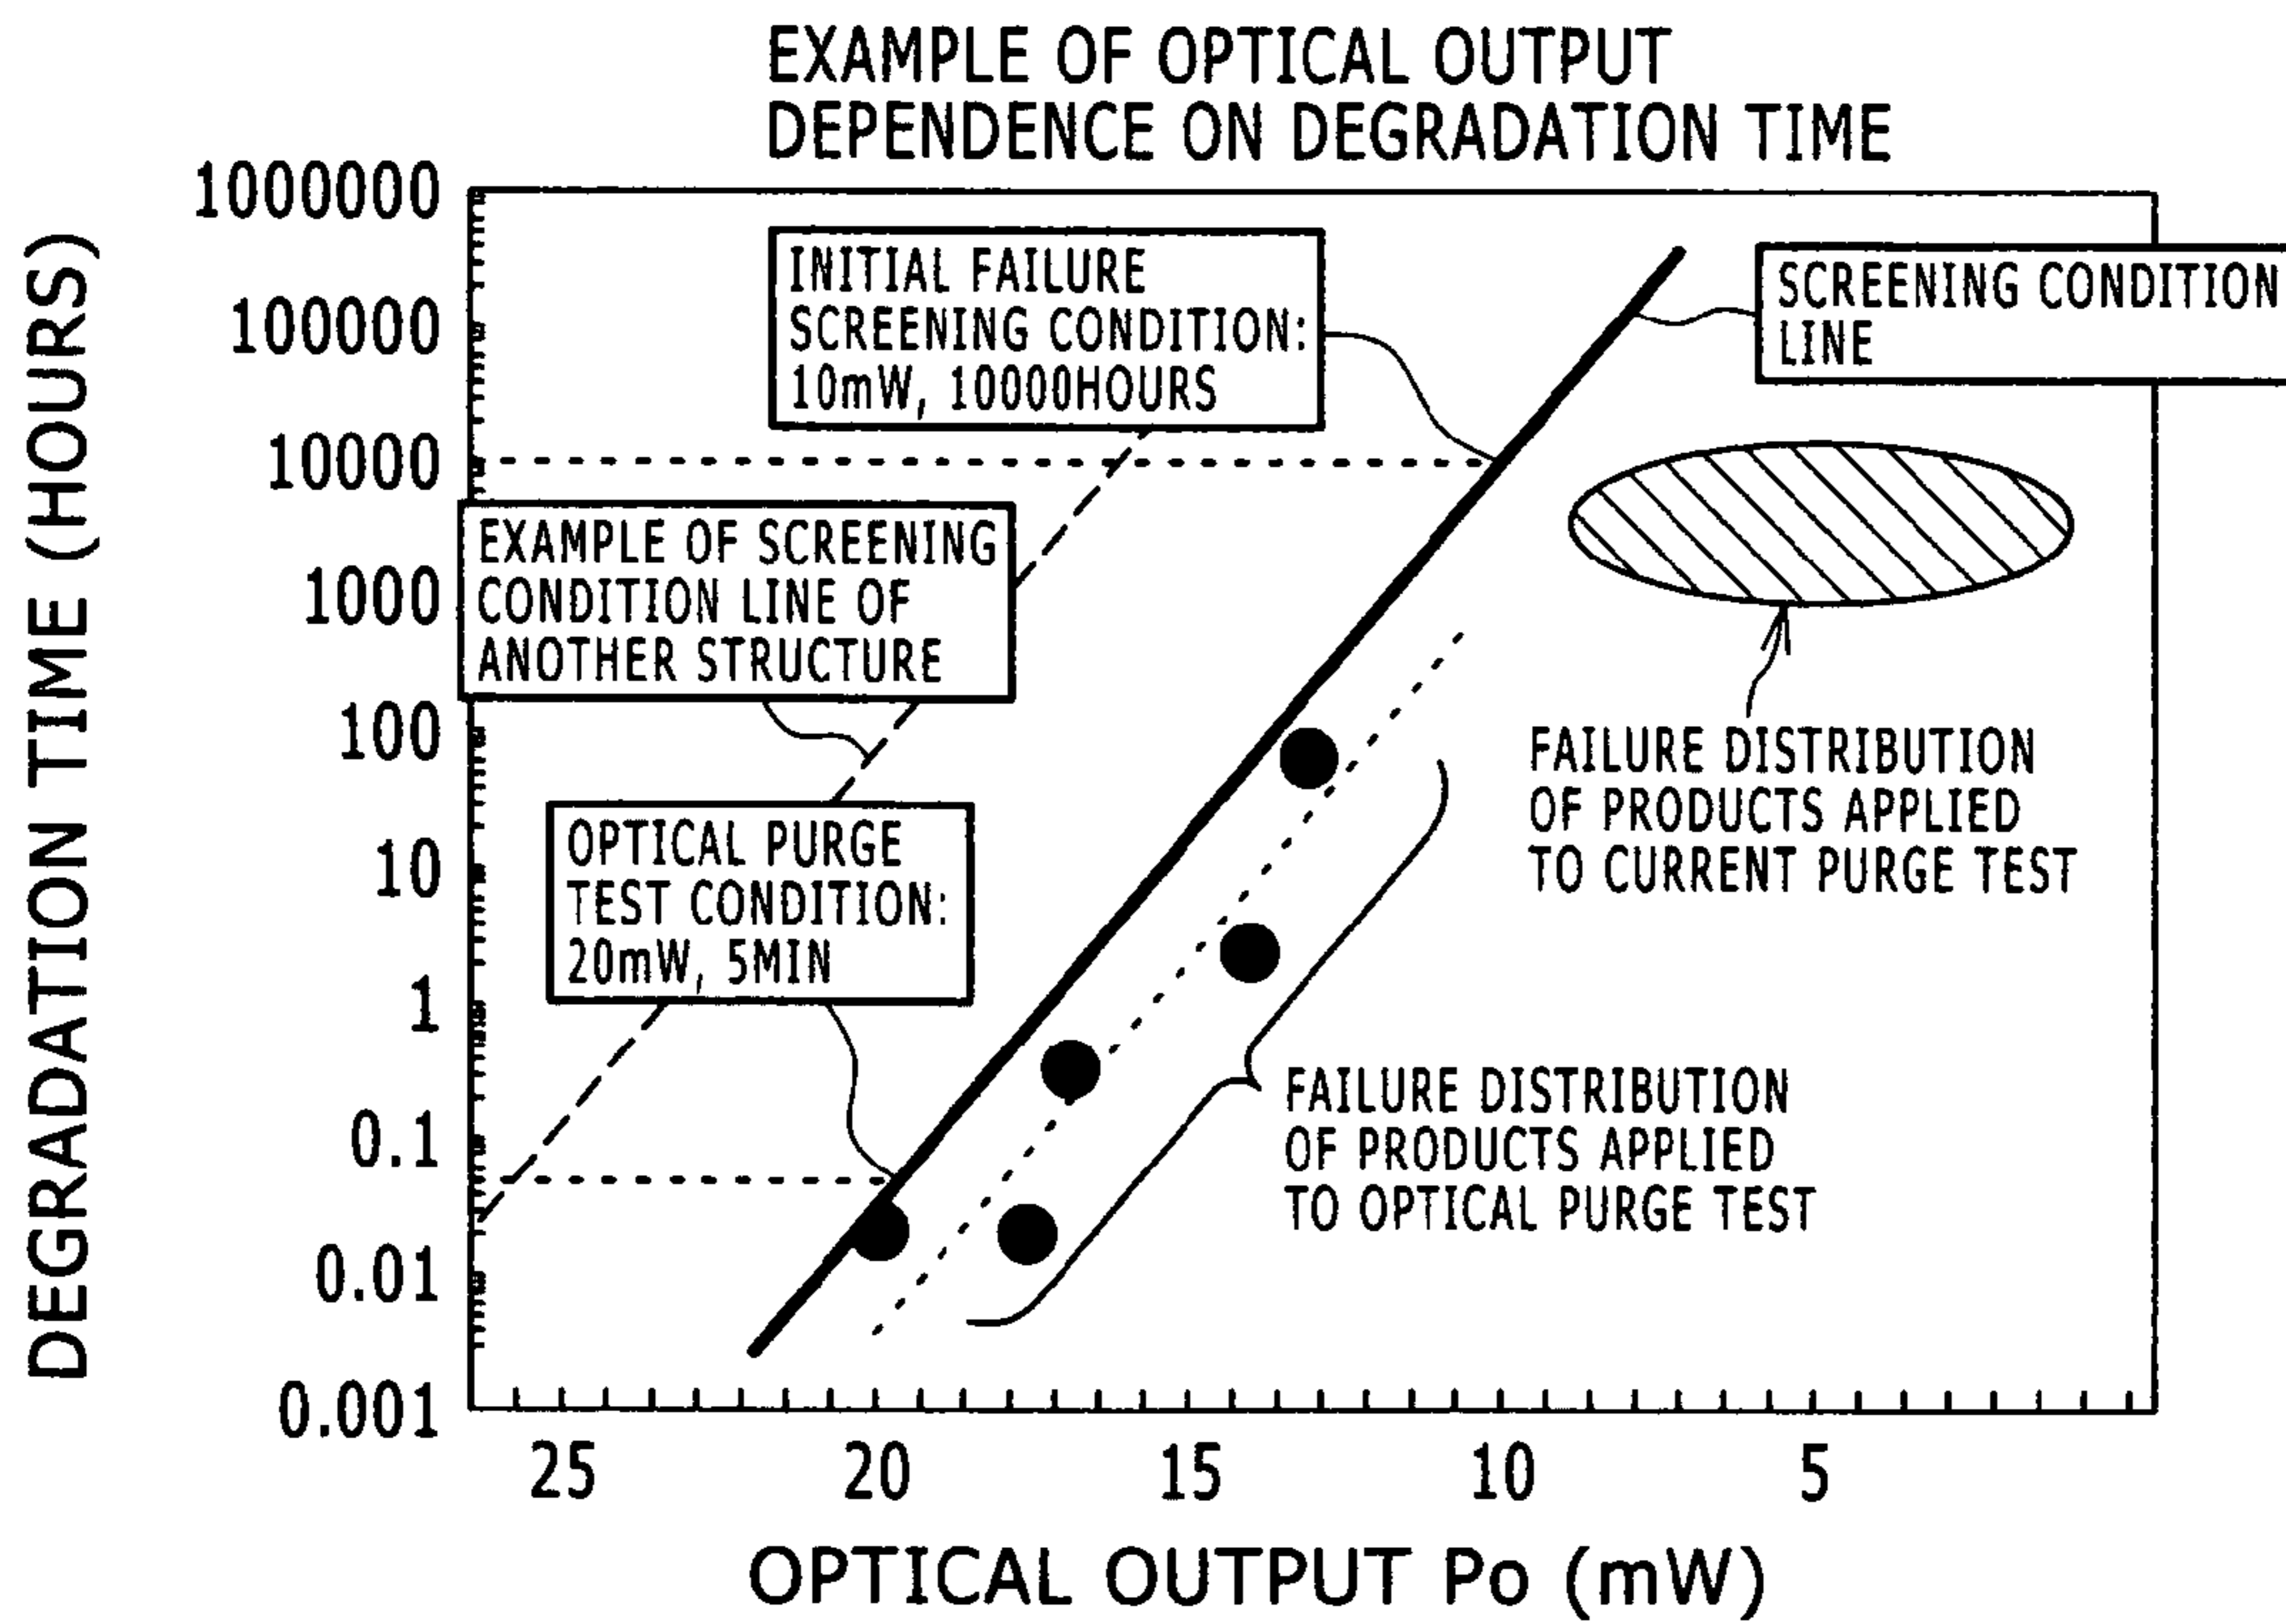 EXAMPLE OF OPTICAL OUTPUT
DEPENDENCE ON DEGRADATION TIME
DEGRADATION TIME (HOURS)
1000000
100000
10000
1000
100
10
1
0.1
0.01
0.001
INITIAL FAILURE
SCREENING CONDITION:
10mW, 10000HOURS
SCREENING CONDITION
LINE
EXAMPLE OF SCREENING
CONDITION LINE OF
ANOTHER STRUCTURE
OPTICAL PURGE
TEST CONDITION:
20mW, 5MIN
FAILURE DISTRIBUTION
OF PRODUCTS APPLIED
TO CURRENT PURGE TEST
FAILURE DISTRIBUTION
OF PRODUCTS APPLIED
TO OPTICAL PURGE TEST
25 20 15 10 5
OPTICAL OUTPUT Po (mW)